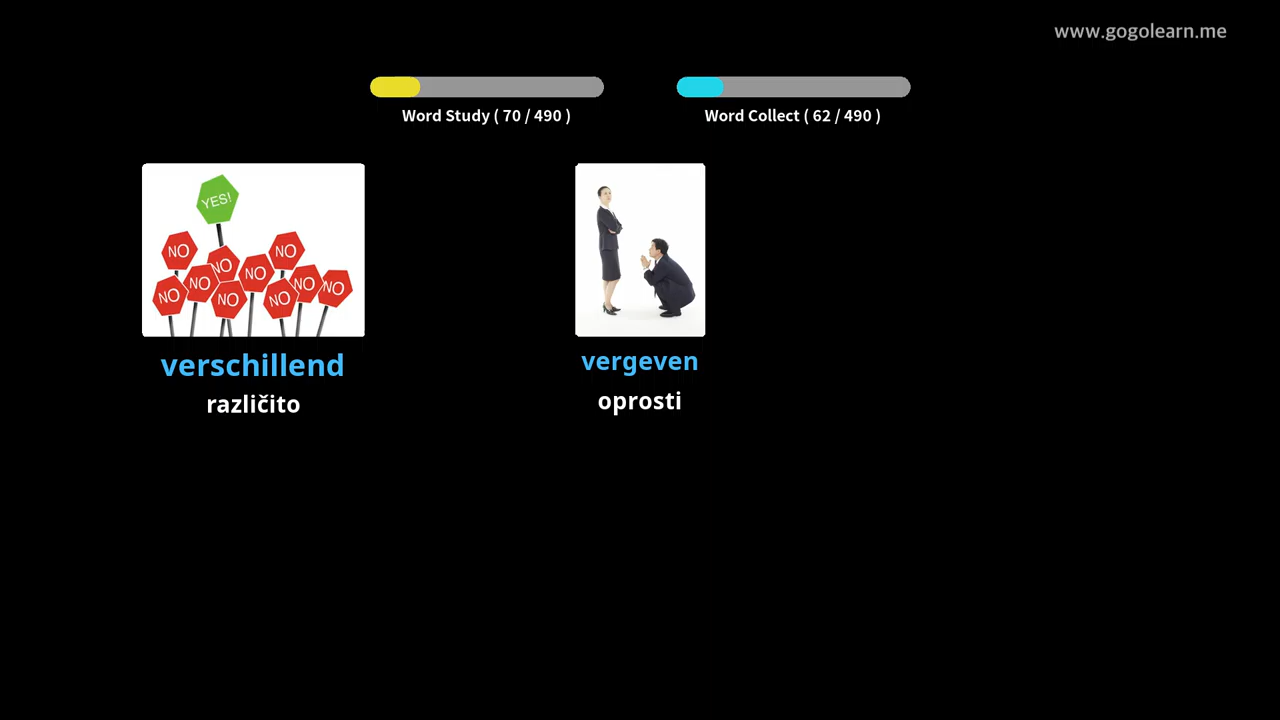 www.gogolearn.me
Word Study ( 70 / 490 )
Word Collect ( 62 / 490 )
YES!
NO
NO
NO
NO
NO
NO
NO
NO
NO
NO
verschillend
različito
vergeven
oprosti